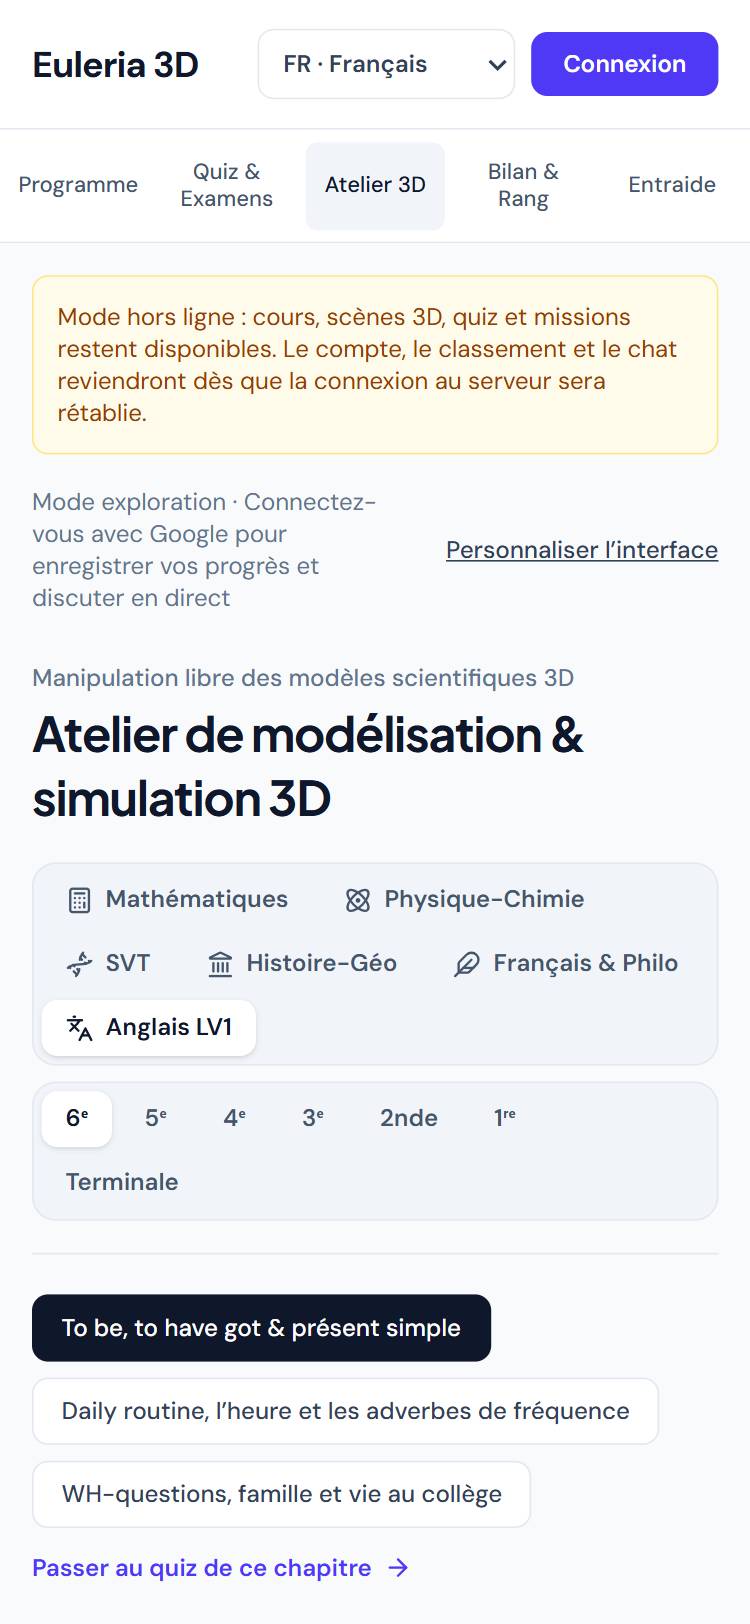 Euleria 3D
FR · Français
Connexion
Programme
Quiz &
Examens
Atelier 3D
Bilan &
Rang
Entraide
Mode hors ligne : cours, scènes 3D, quiz et missions
restent disponibles. Le compte, le classement et le chat
reviendront dès que la connexion au serveur sera
rétablie.
Mode exploration · Connectez-
vous avec Google pour
enregistrer vos progrès et
discuter en direct
Personnaliser l’interface
Manipulation libre des modèles scientifiques 3D
Atelier de modélisation &
simulation 3D
Mathématiques
Physique-Chimie
SVT
Histoire-Géo
Français & Philo
Anglais LV1
6ᵉ
5ᵉ
4ᵉ
3ᵉ
2nde
1ʳᵉ
Terminale
To be, to have got & présent simple
Daily routine, l’heure et les adverbes de fréquence
WH-questions, famille et vie au collège
Passer au quiz de ce chapitre →